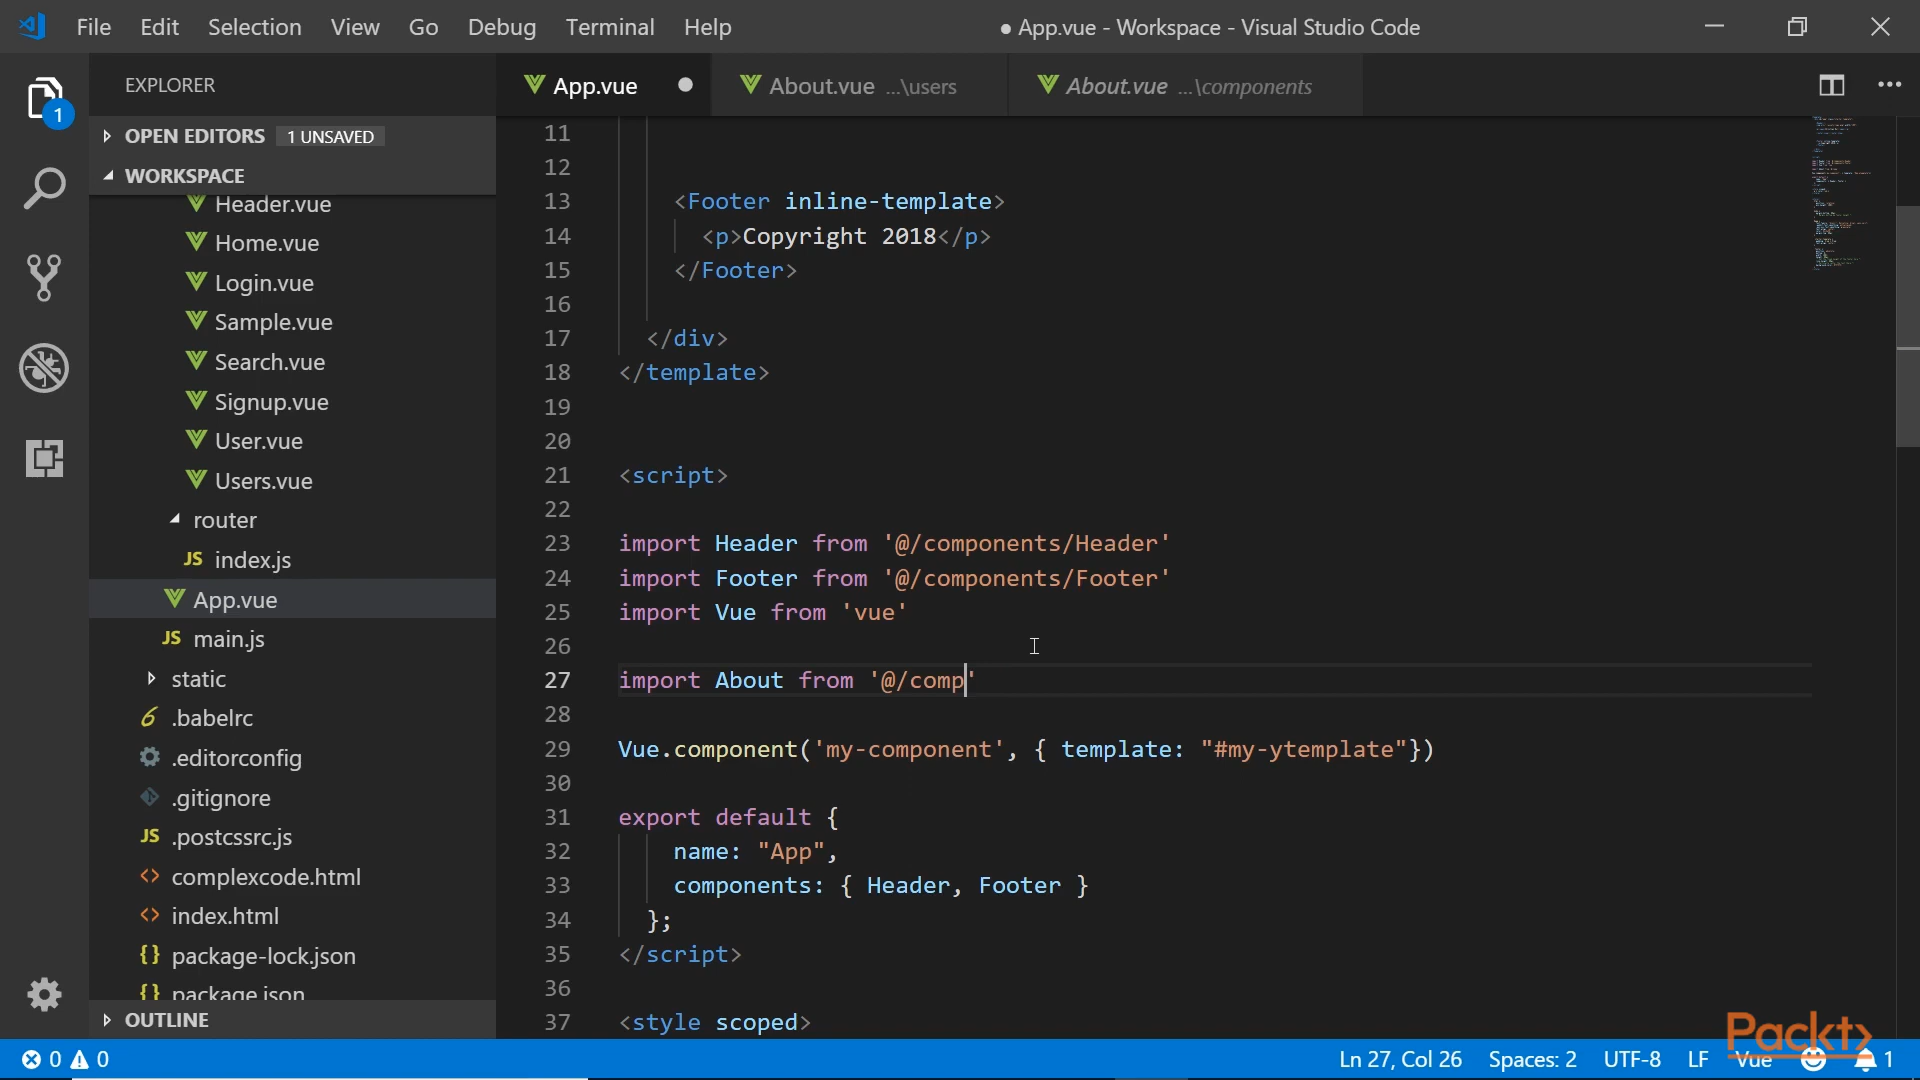 File Edit Selection View Go Debug Terminal Help ● App.vue - Workspace - Visual Studio Code
EXPLORER
App.vue
About.vue ...\users
About.vue ...\components
OPEN EDITORS 1 UNSAVED
WORKSPACE
Header.vue
Home.vue
Login.vue
Sample.vue
Search.vue
Signup.vue
User.vue
Users.vue
router
JS index.js
App.vue
JS main.js
static
.babelrc
.editorconfig
.gitignore
JS .postcssrc.js
<> complexcode.html
<> index.html
{} package-lock.json
{} package.json
OUTLINE
1
11
12
13 <Footer inline-template>
14 <p>Copyright 2018</p>
15 </Footer>
16
17 </div>
18 </template>
19
20
21 <script>
22
23 import Header from '@/components/Header'
24 import Footer from '@/components/Footer'
25 import Vue from 'vue'
26
27 import About from '@/comp'
28
29 Vue.component('my-component', { template: "#my-ytemplate"})
30
31 export default {
32 name: "App",
33 components: { Header, Footer }
34 };
35 </script>
36
37 <style scoped>
Packt>
0 0 Ln 27, Col 26 Spaces: 2 UTF-8 LF Vue 1